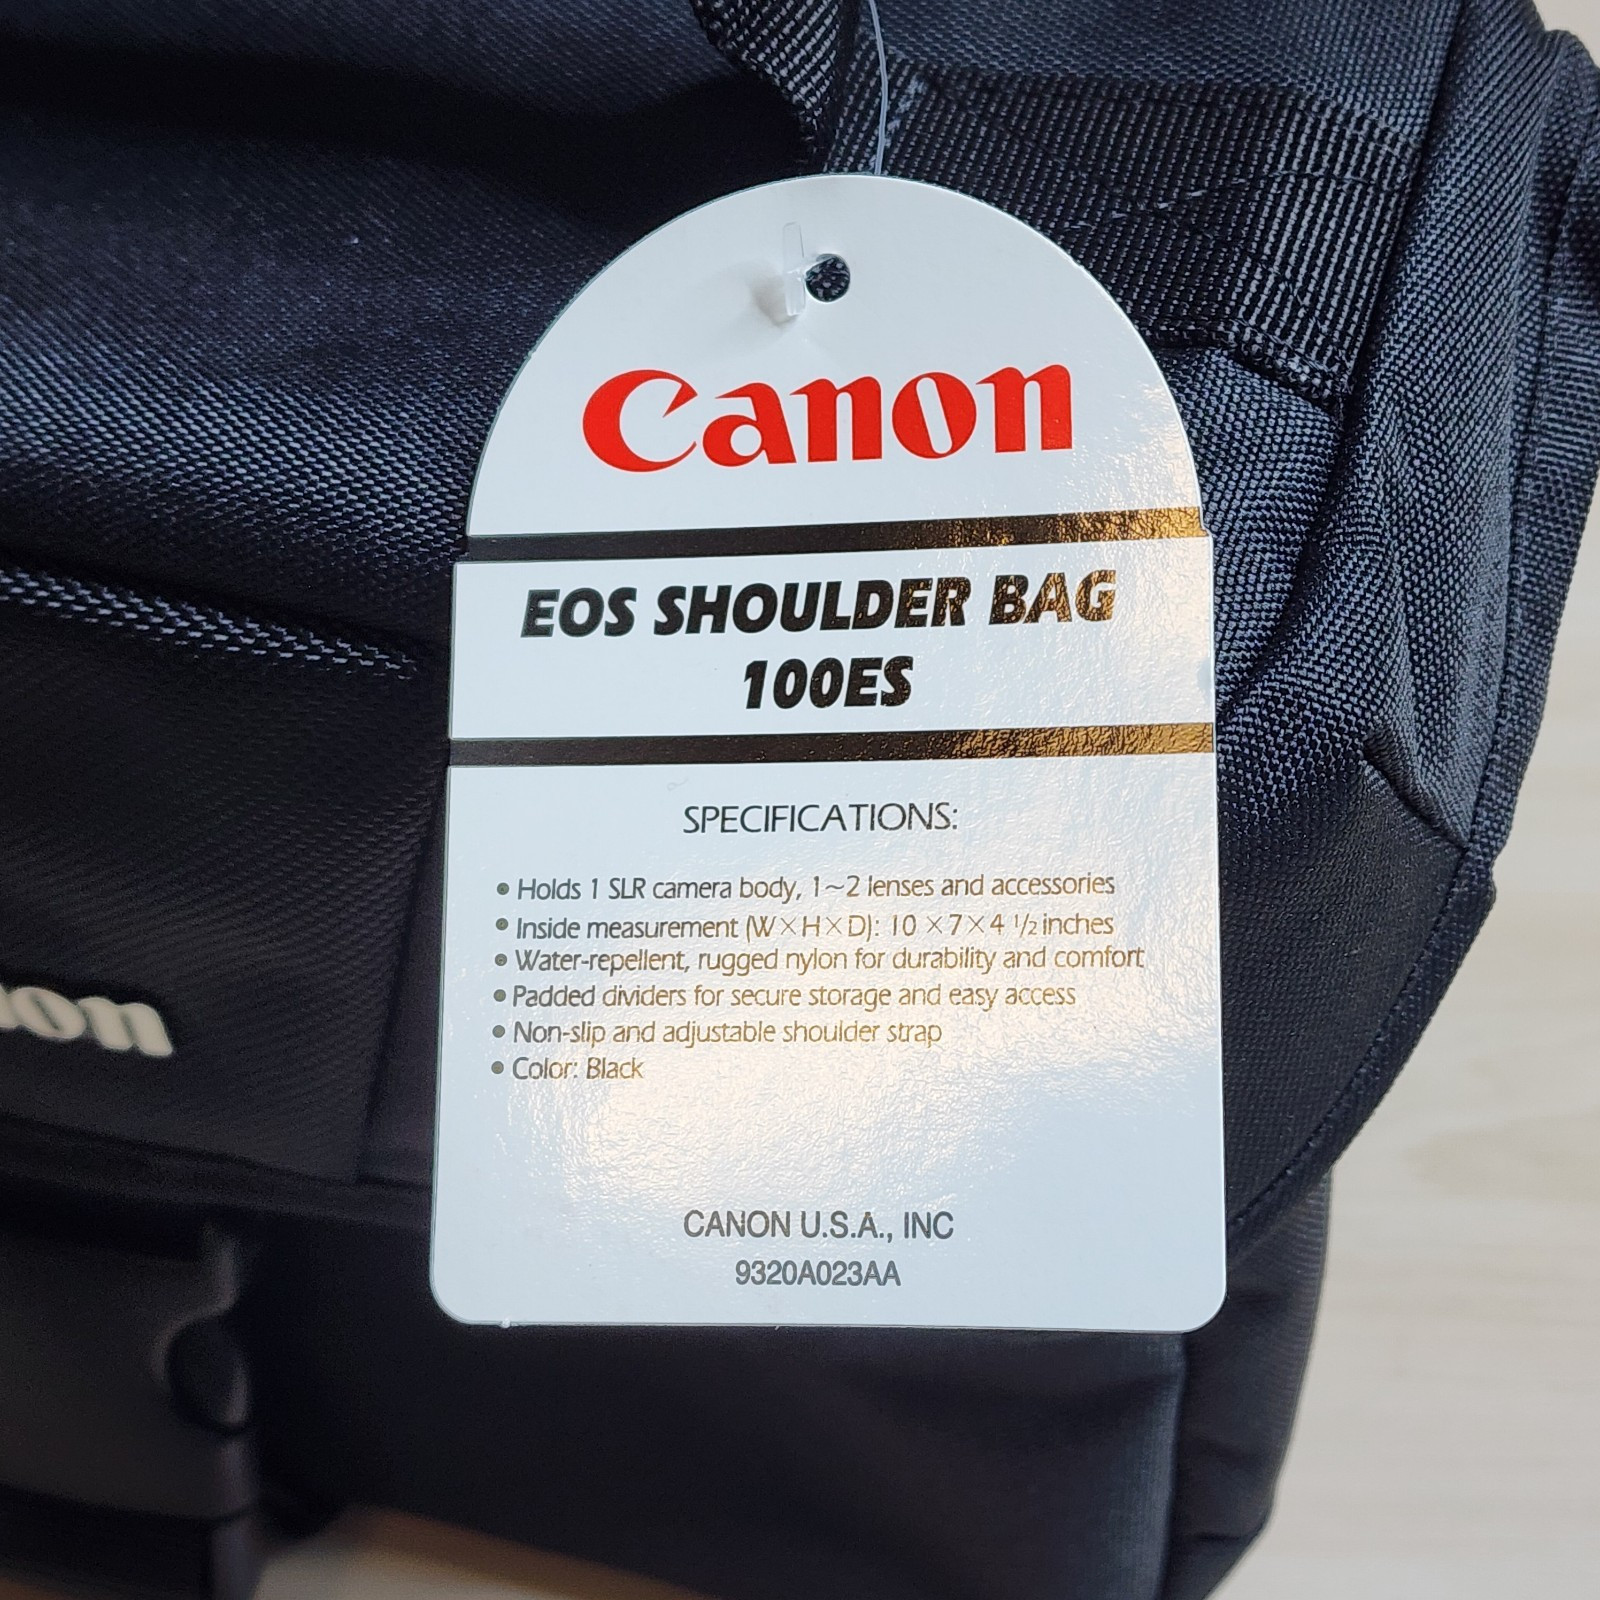 Canon
EOS SHOULDER BAG
100ES
SPECIFICATIONS:
• Holds 1 SLR camera body, 1~2 lenses and accessories
• Inside measurement (W×H×D): 10 ×7×4 1/2 inches
• Water-repellent, rugged nylon for durability and comfort
• Padded dividers for secure storage and easy access
• Non-slip and adjustable shoulder strap
• Color: Black
CANON U.S.A., INC
9320A023AA